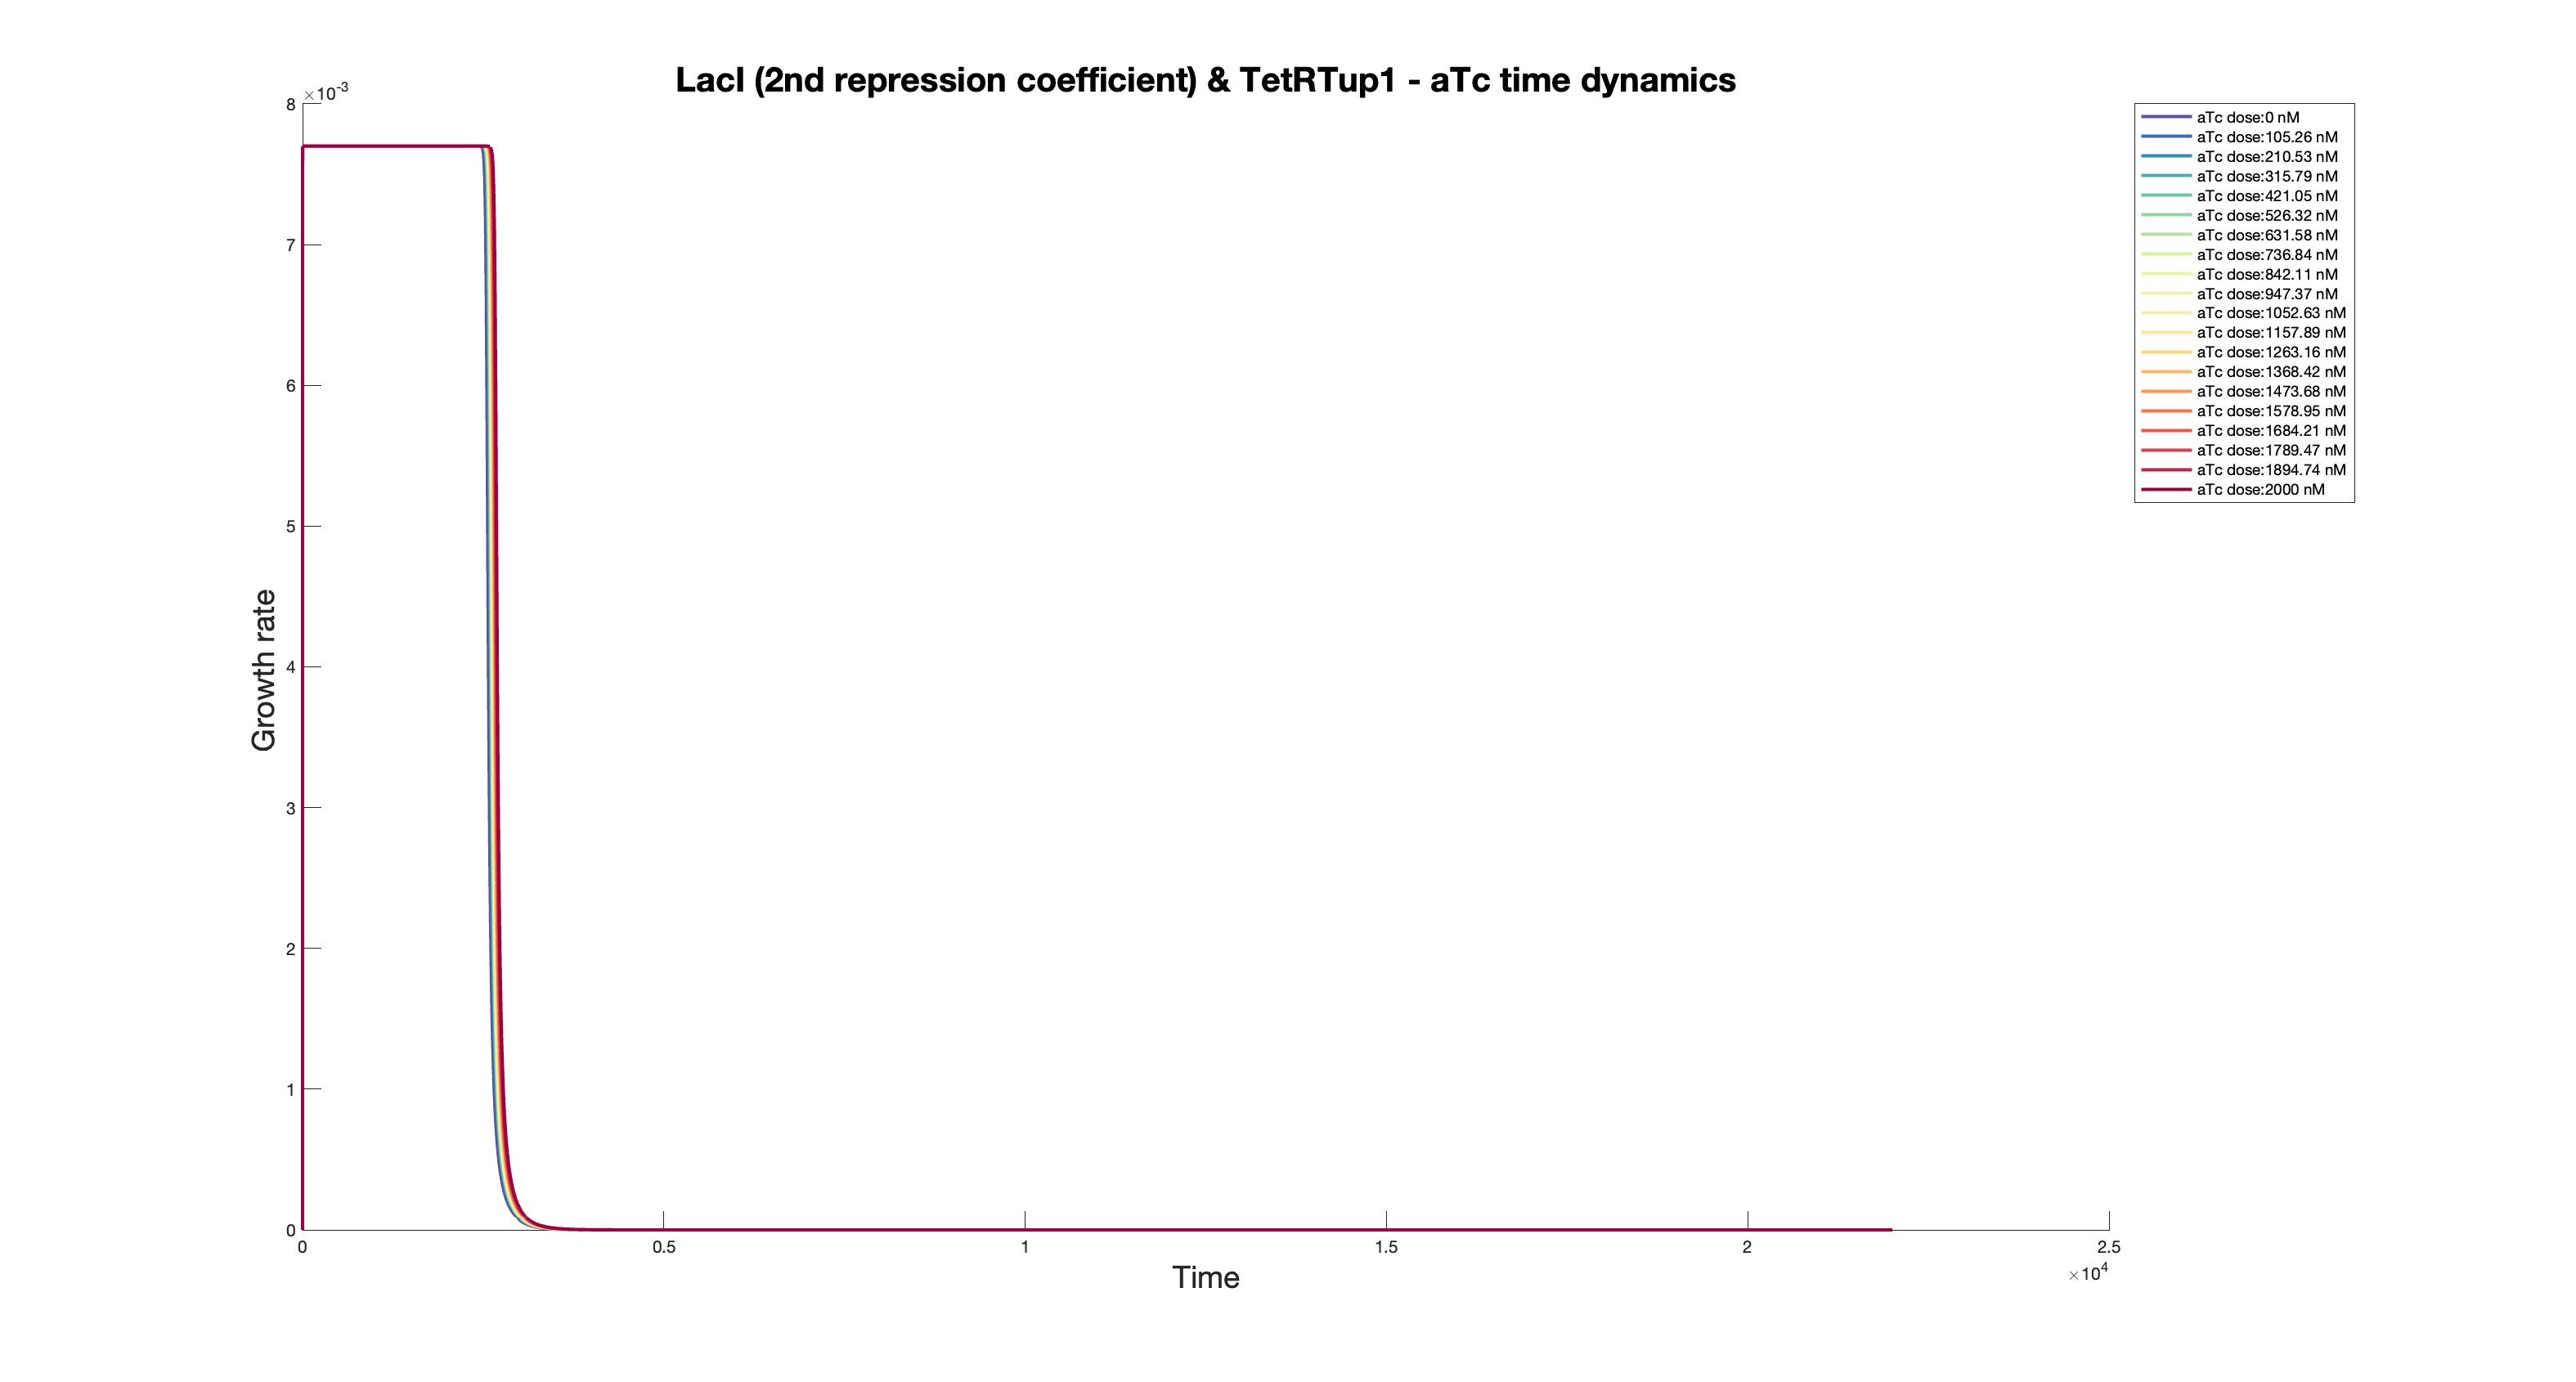 LacI (2nd repression coefficient) & TetRTup1 - aTc time dynamics
×10-3
8
7
6
5
4
3
2
1
0
Growth rate
0
0.5
1
1.5
2
2.5
×104
Time
aTc dose:0 nM
aTc dose:105.26 nM
aTc dose:210.53 nM
aTc dose:315.79 nM
aTc dose:421.05 nM
aTc dose:526.32 nM
aTc dose:631.58 nM
aTc dose:736.84 nM
aTc dose:842.11 nM
aTc dose:947.37 nM
aTc dose:1052.63 nM
aTc dose:1157.89 nM
aTc dose:1263.16 nM
aTc dose:1368.42 nM
aTc dose:1473.68 nM
aTc dose:1578.95 nM
aTc dose:1684.21 nM
aTc dose:1789.47 nM
aTc dose:1894.74 nM
aTc dose:2000 nM